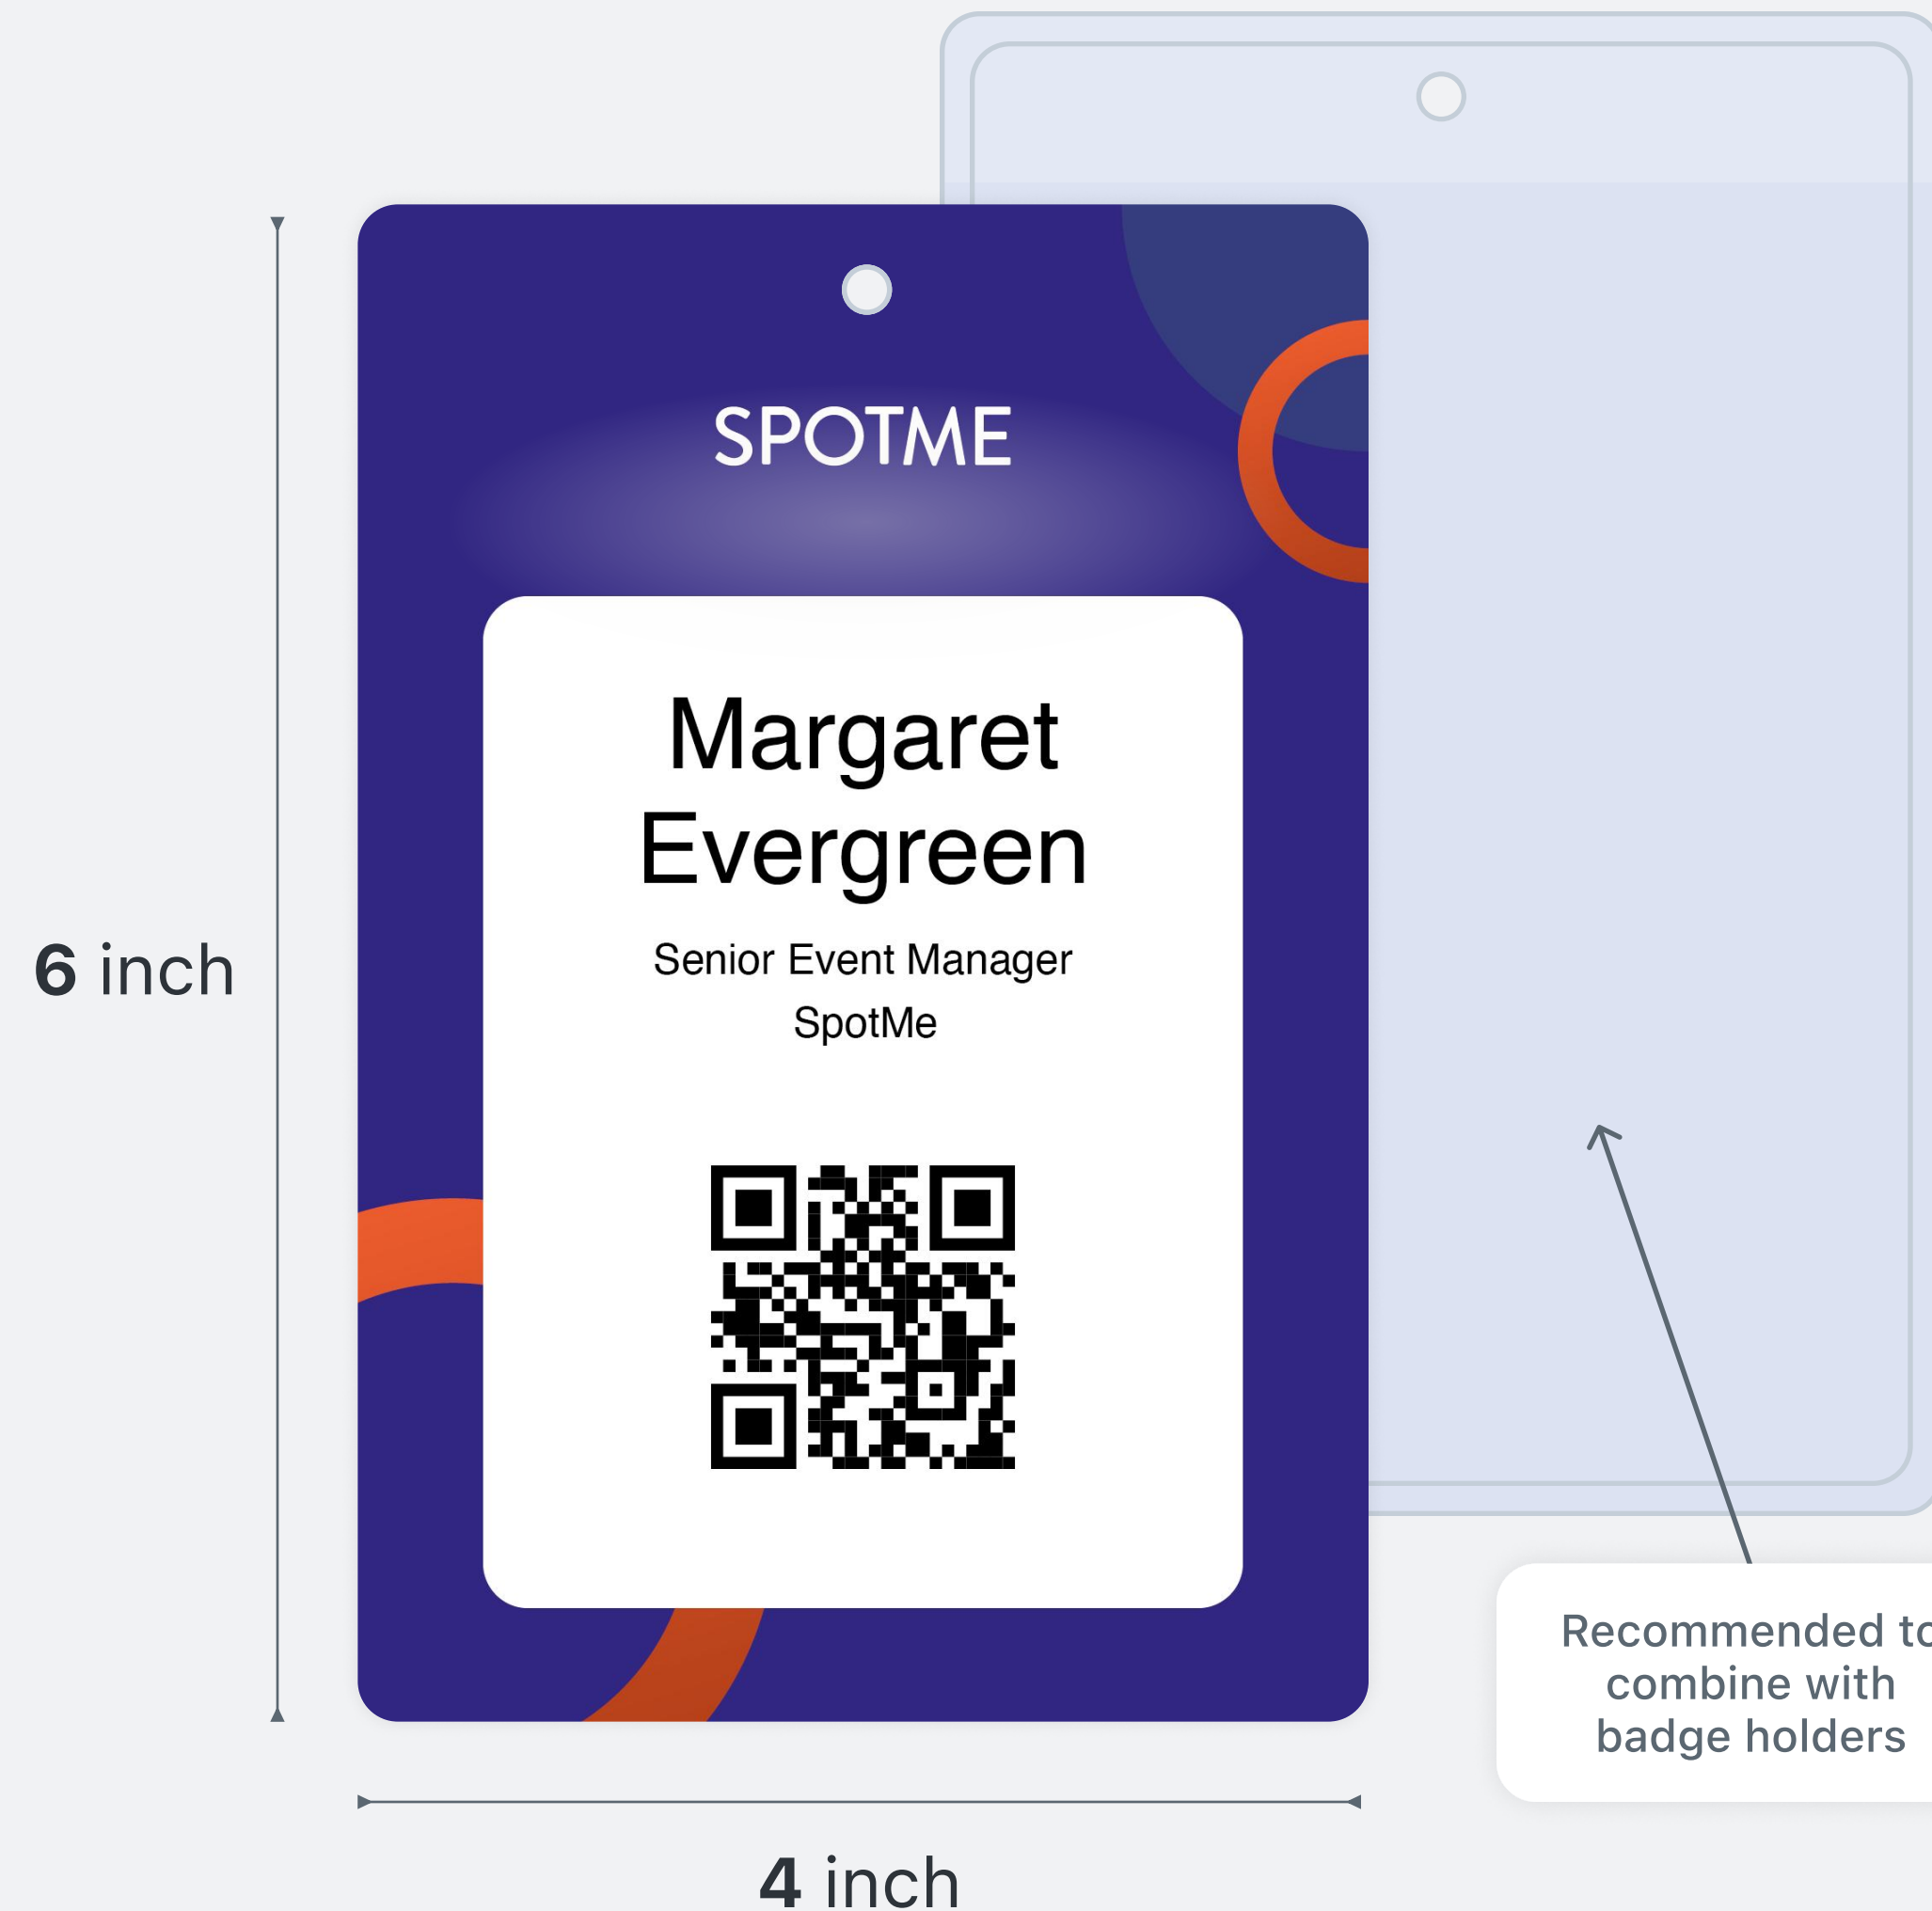 SPOTME
Margaret
Evergreen
Senior Event Manager
SpotMe
6 inch
4 inch
Recommended to
combine with
badge holders